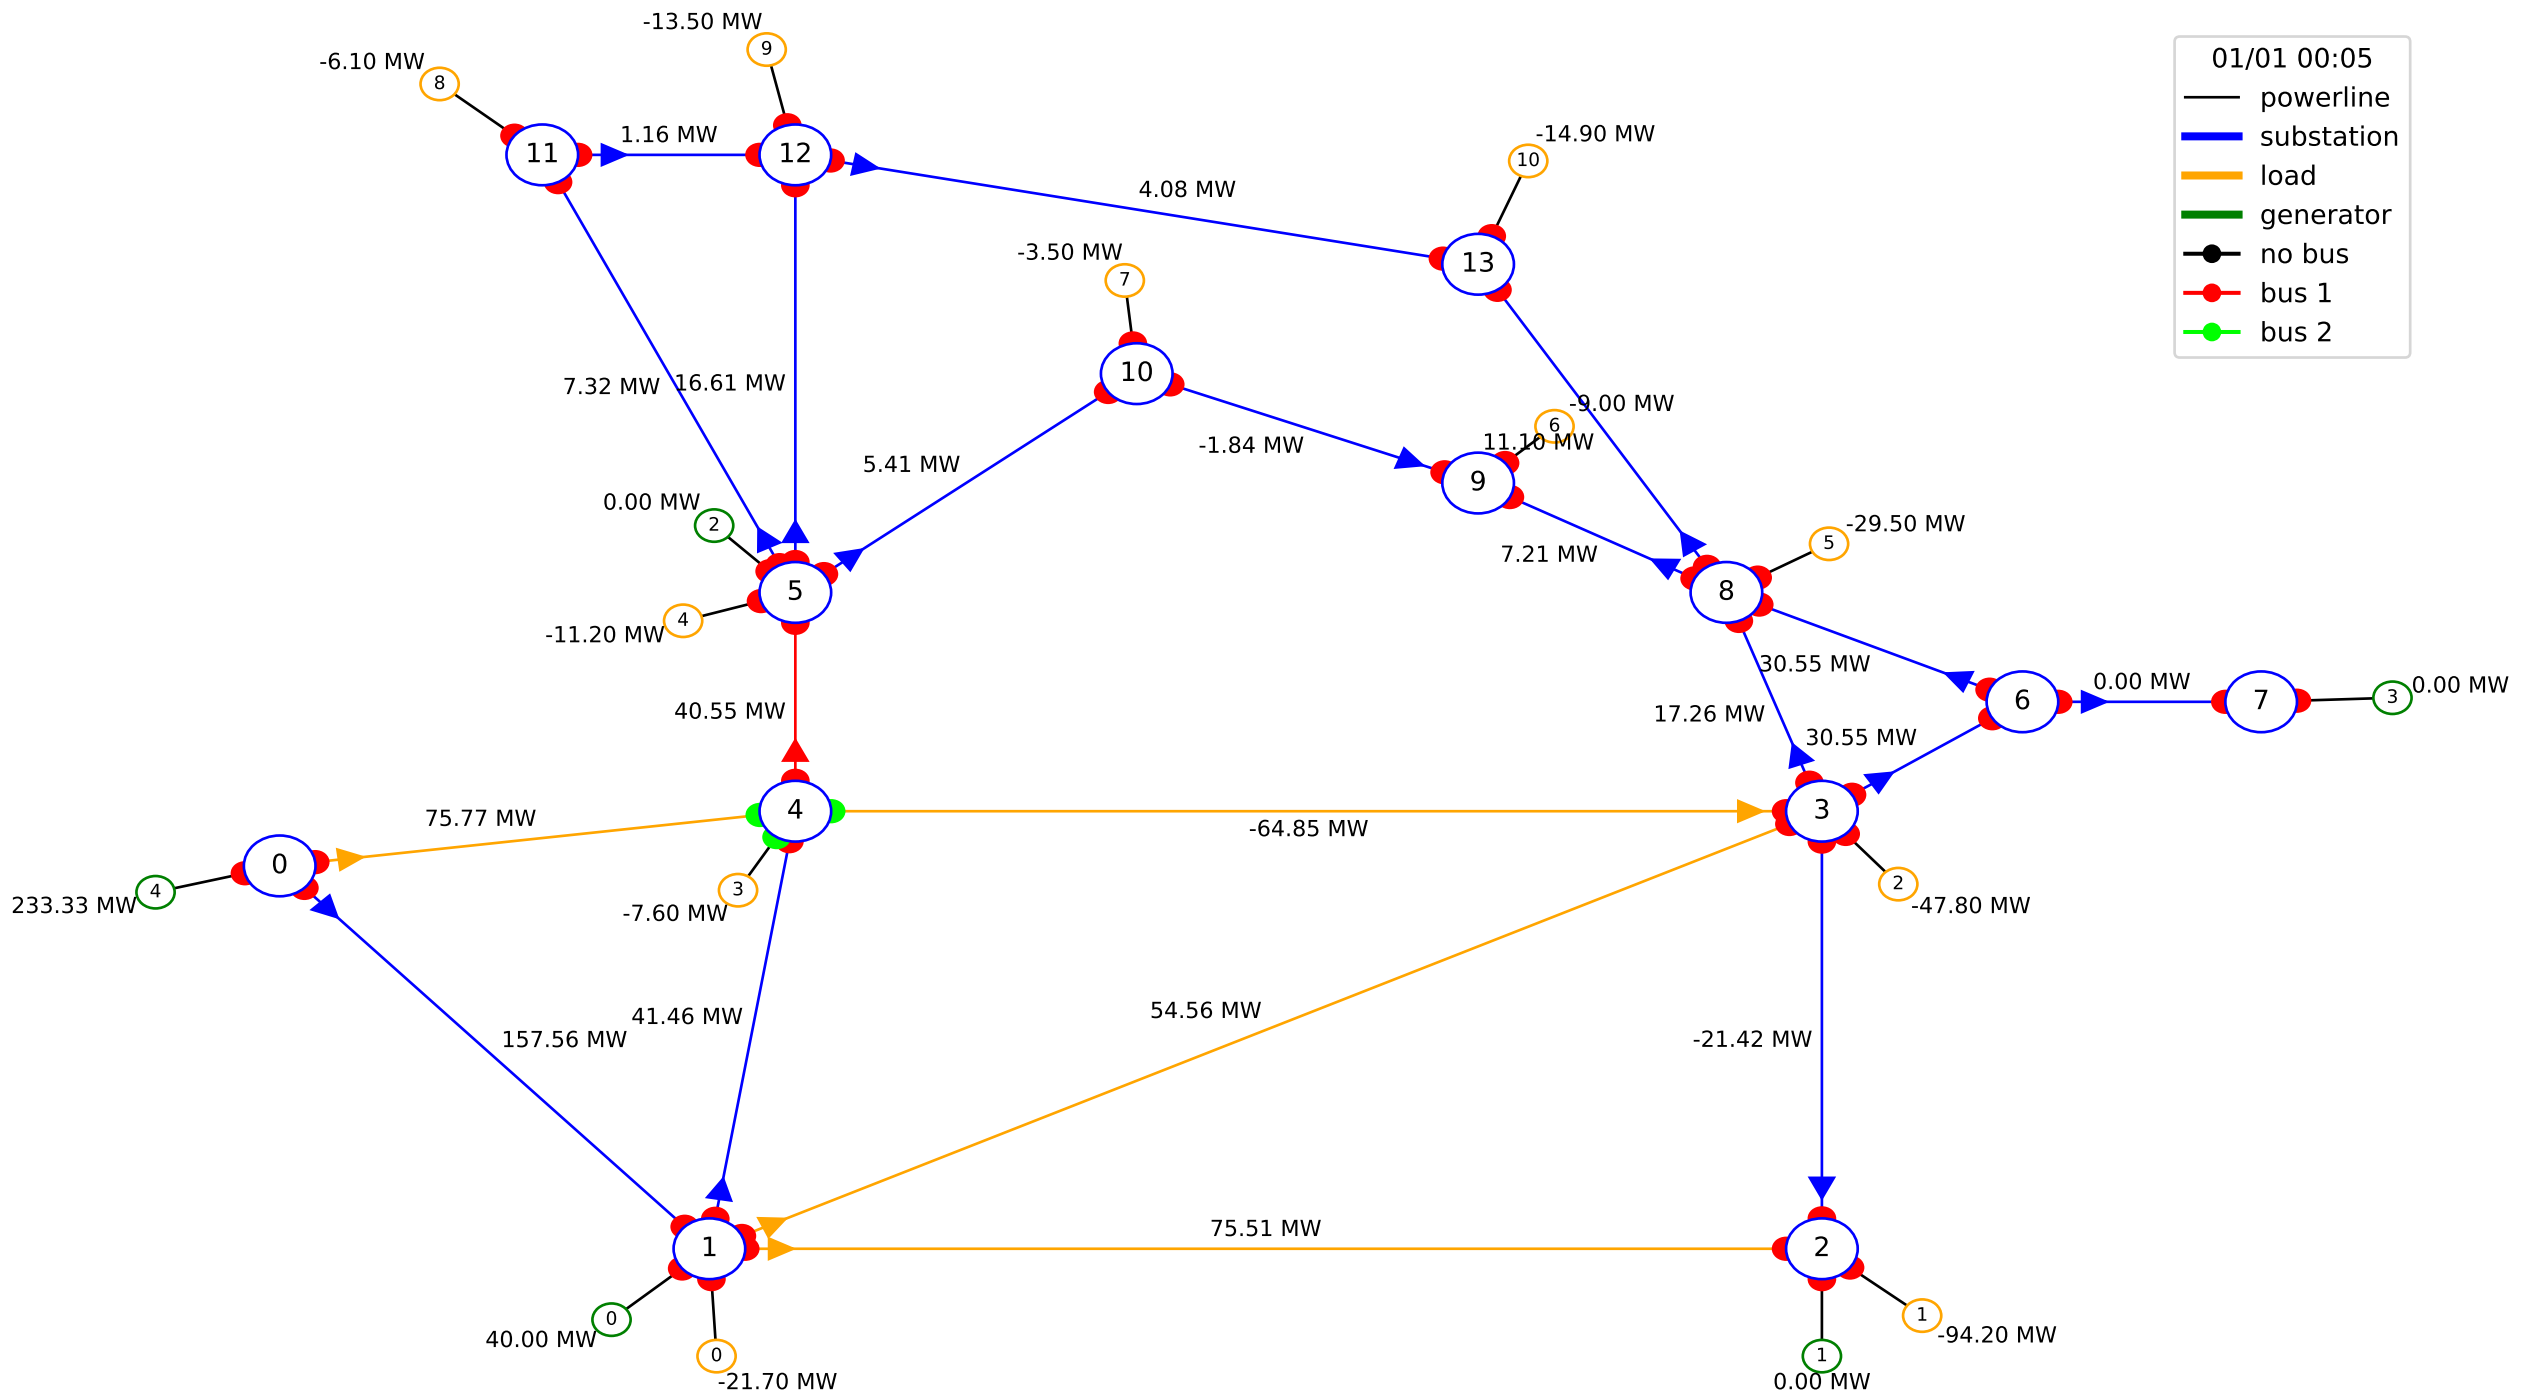 -13.50 MW
9
-6.10 MW
8
01/01 00:05
powerline
substation
load
generator
no bus
bus 1
bus 2
11
1.16 MW
12
-14.90 MW
10
4.08 MW
13
-3.50 MW
7
10
7.32 MW
16.61 MW
-9.00 MW
6
11.10 MW
-1.84 MW
5.41 MW
9
0.00 MW
2
-29.50 MW
5
7.21 MW
5
8
4
-11.20 MW
30.55 MW
0.00 MW
6
7
3
0.00 MW
40.55 MW
17.26 MW
30.55 MW
75.77 MW
4
3
-64.85 MW
0
4
233.33 MW
3
-7.60 MW
2
-47.80 MW
54.56 MW
41.46 MW
157.56 MW
-21.42 MW
75.51 MW
1
2
0
40.00 MW
0
-21.70 MW
1
-94.20 MW
1
0.00 MW